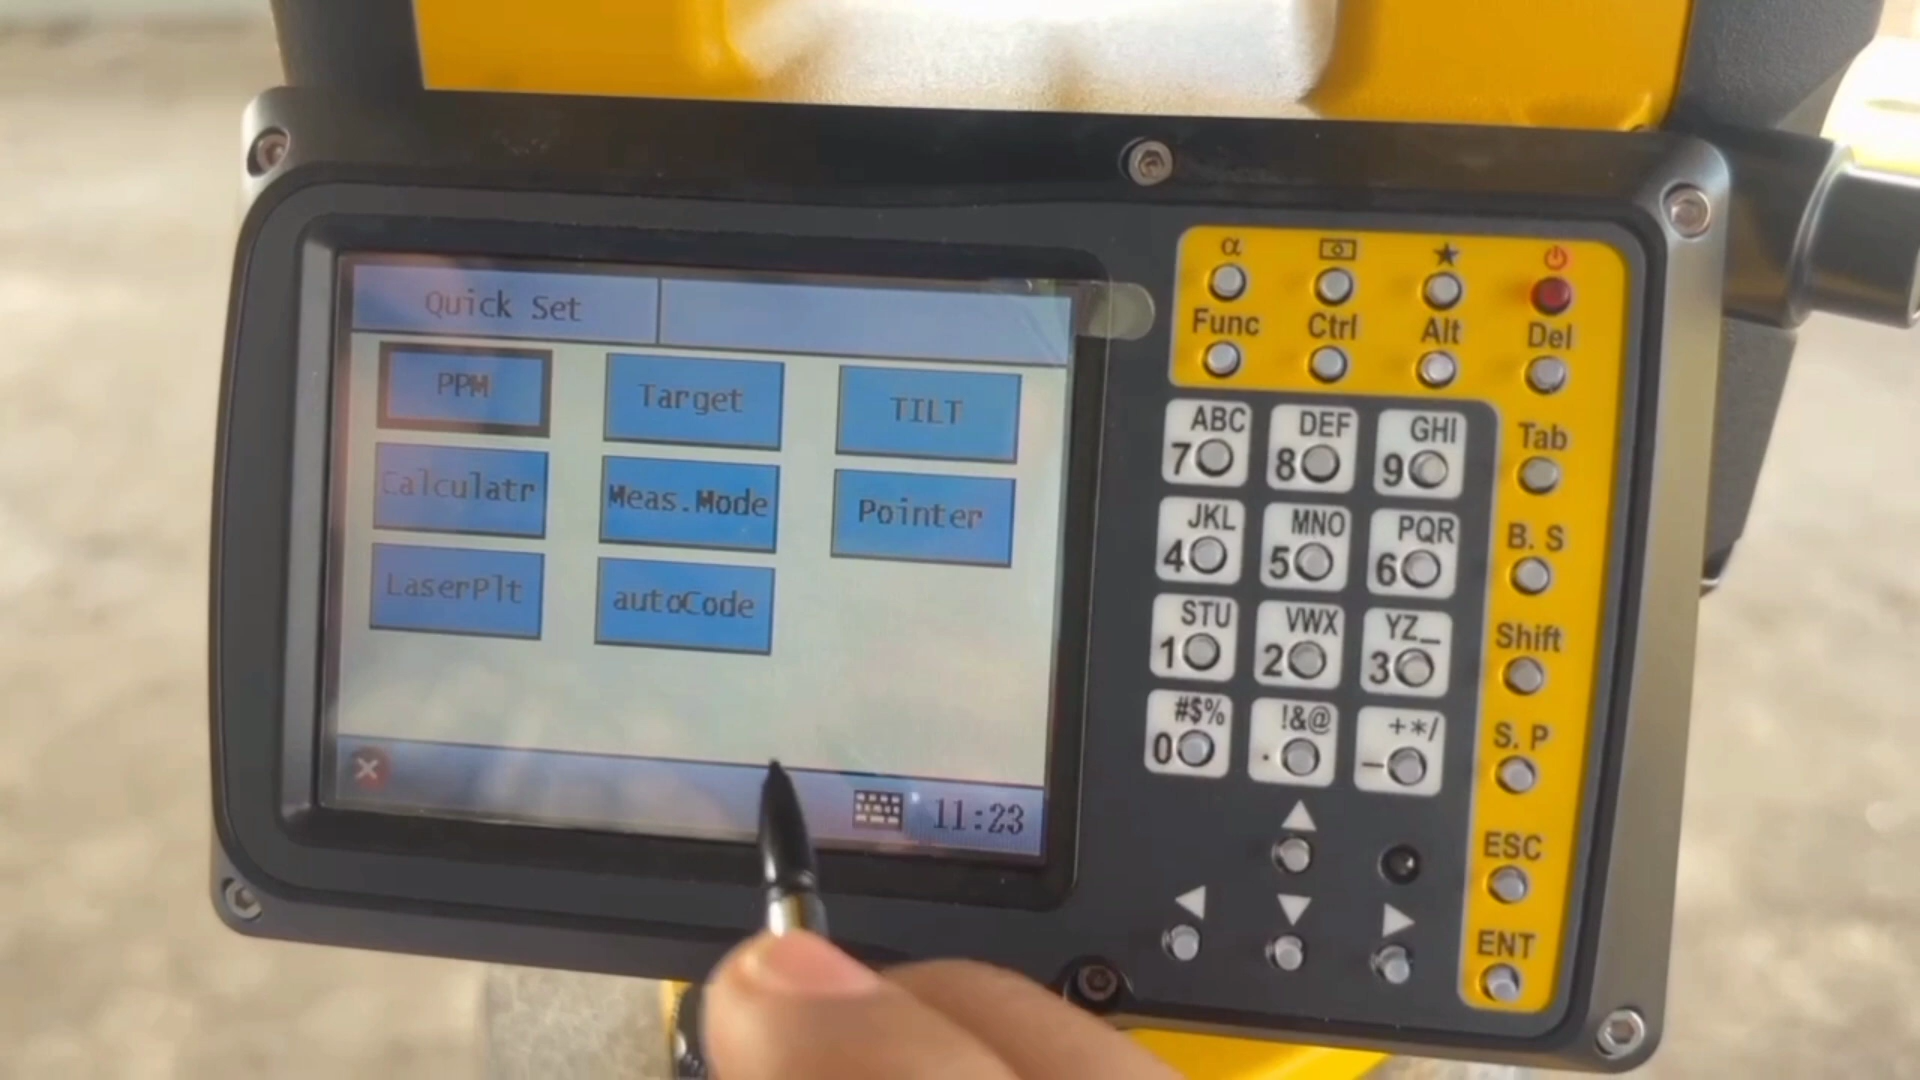 Quick Set
PPM Target TILT
Calculatr Meas.Mode Pointer
LaserPlt autoCode
11:23
α
Func Ctrl Alt Del
ABC DEF GHI
7 8 9
Tab
JKL MNO PQR
4 5 6
B. S
STU VWX YZ_
1 2 3
Shift
#$% !&@ +*/
0 . –
S. P
ESC
ENT